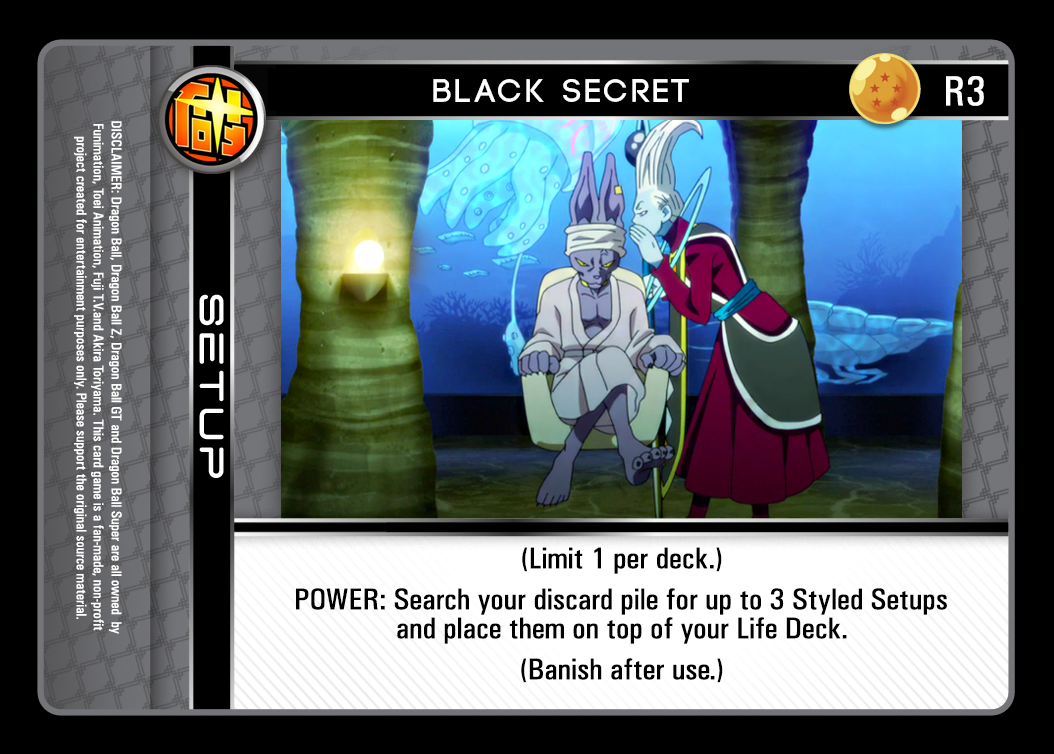 BLACK SECRET
R3
SETUP
(Limit 1 per deck.)
POWER: Search your discard pile for up to 3 Styled Setups
and place them on top of your Life Deck.
(Banish after use.)
DISCLAIMER: Dragon Ball, Dragon Ball Z, Dragon Ball GT and Dragon Ball Super are all owned by
Funimation, Toei Animation, Fuji T.V.and Akira Toriyama. This card game is a fan-made, non-profit
project created for entertainment purposes only. Please support the original source material.